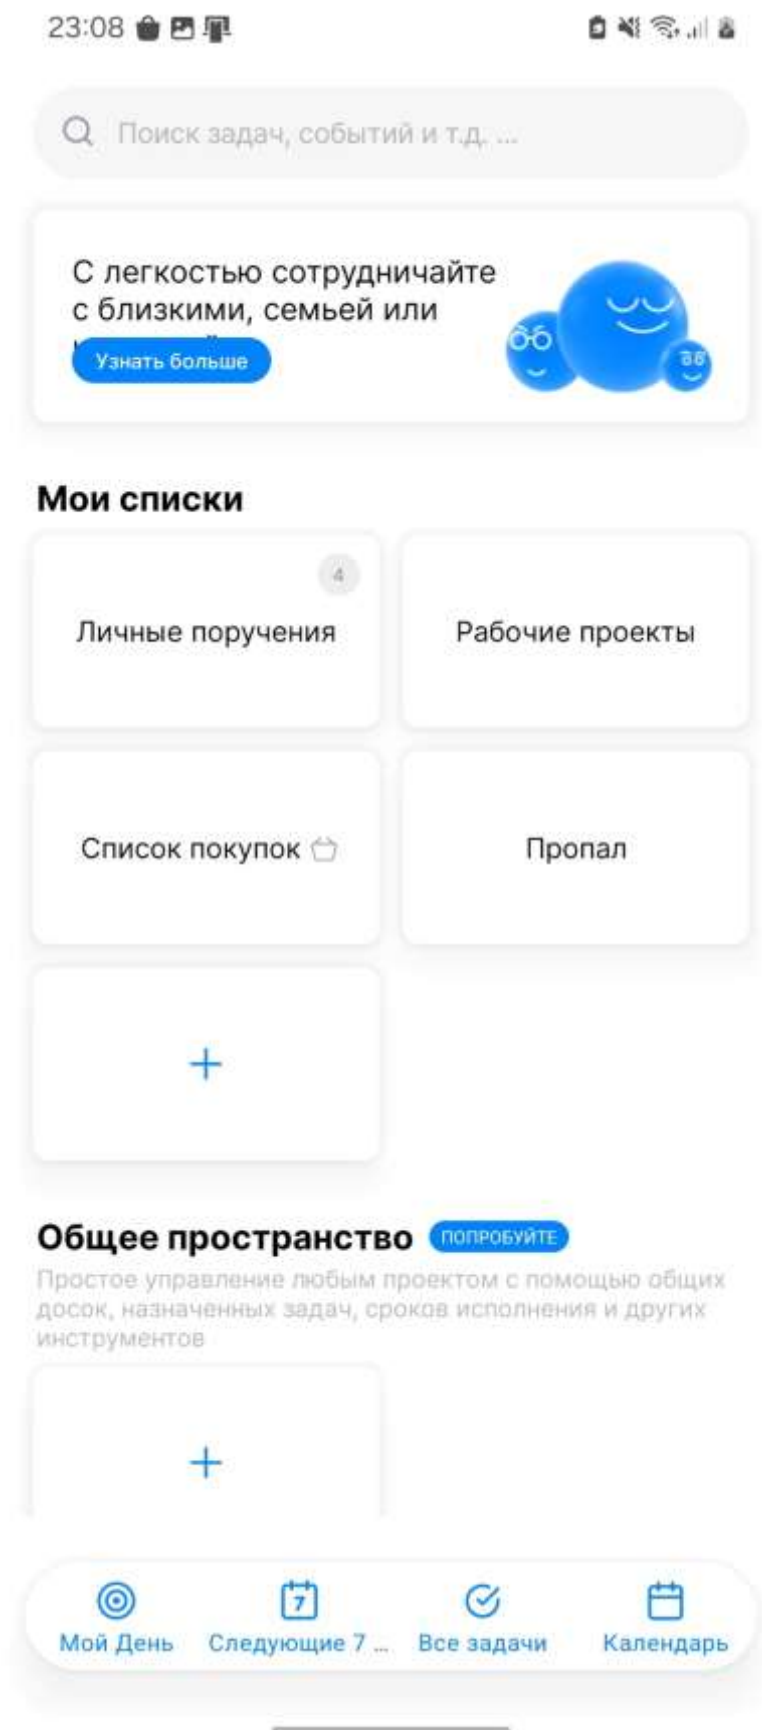 23:08
Поиск задач, событий и т.д. ...
С легкостью сотрудничайте
с близкими, семьей или
Узнать больше
Мои списки
4
Личные поручения
Рабочие проекты
Список покупок
Пропал
Общее пространство ПОПРОБУЙТЕ
Простое управление любым проектом с помощью общих
досок, назначенных задач, сроков исполнения и других
инструментов
7
Мой День
Следующие 7 ...
Все задачи
Календарь